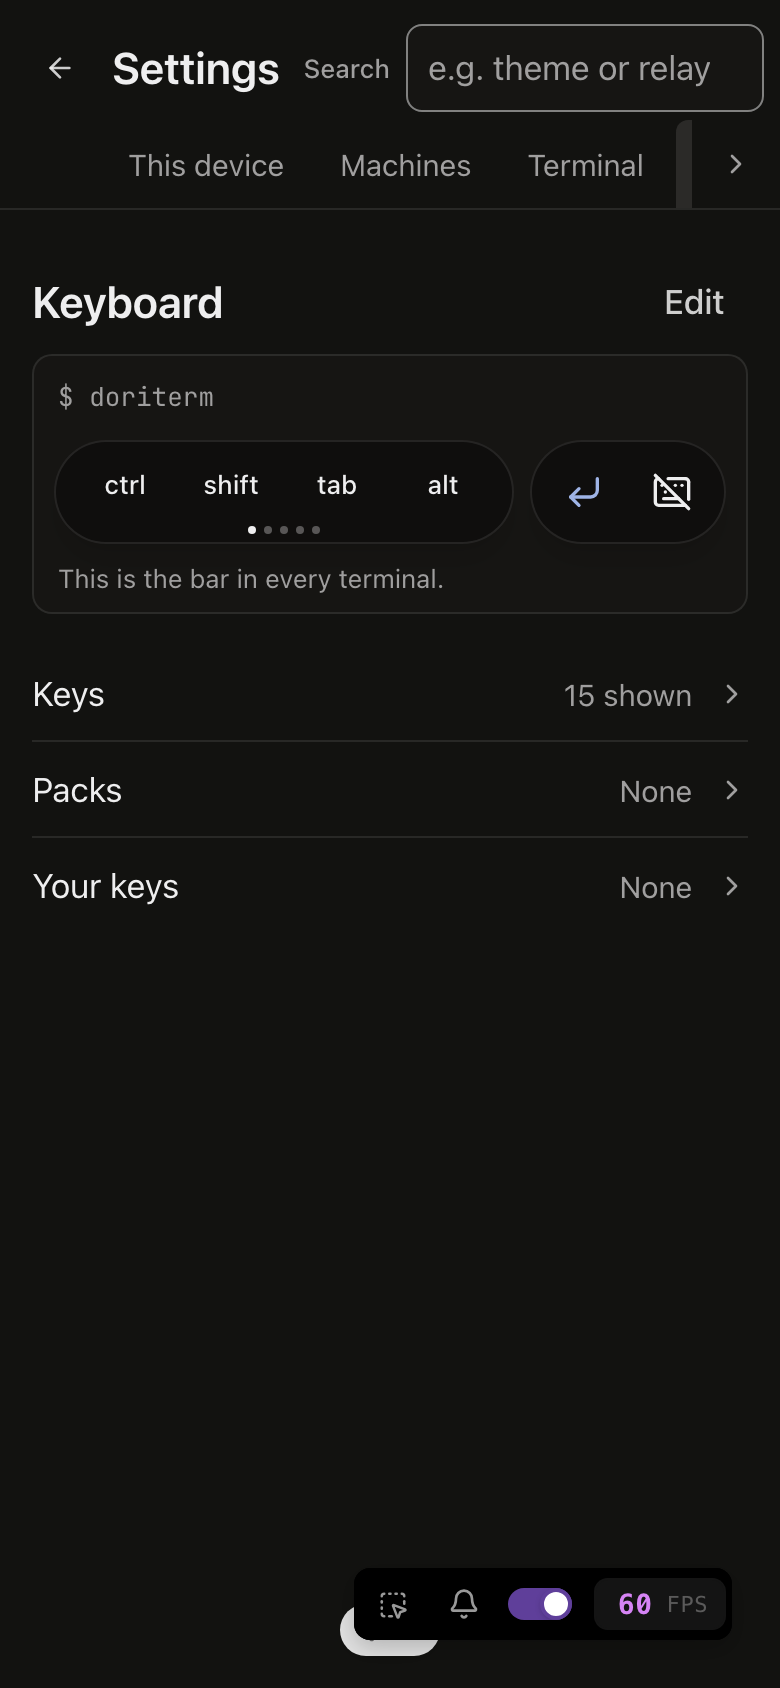 Settings Search e.g. theme or relay
This device Machines Terminal
Keyboard Edit
$ doriterm
ctrl shift tab alt
This is the bar in every terminal.
Keys 15 shown
Packs None
Your keys None
60 FPS